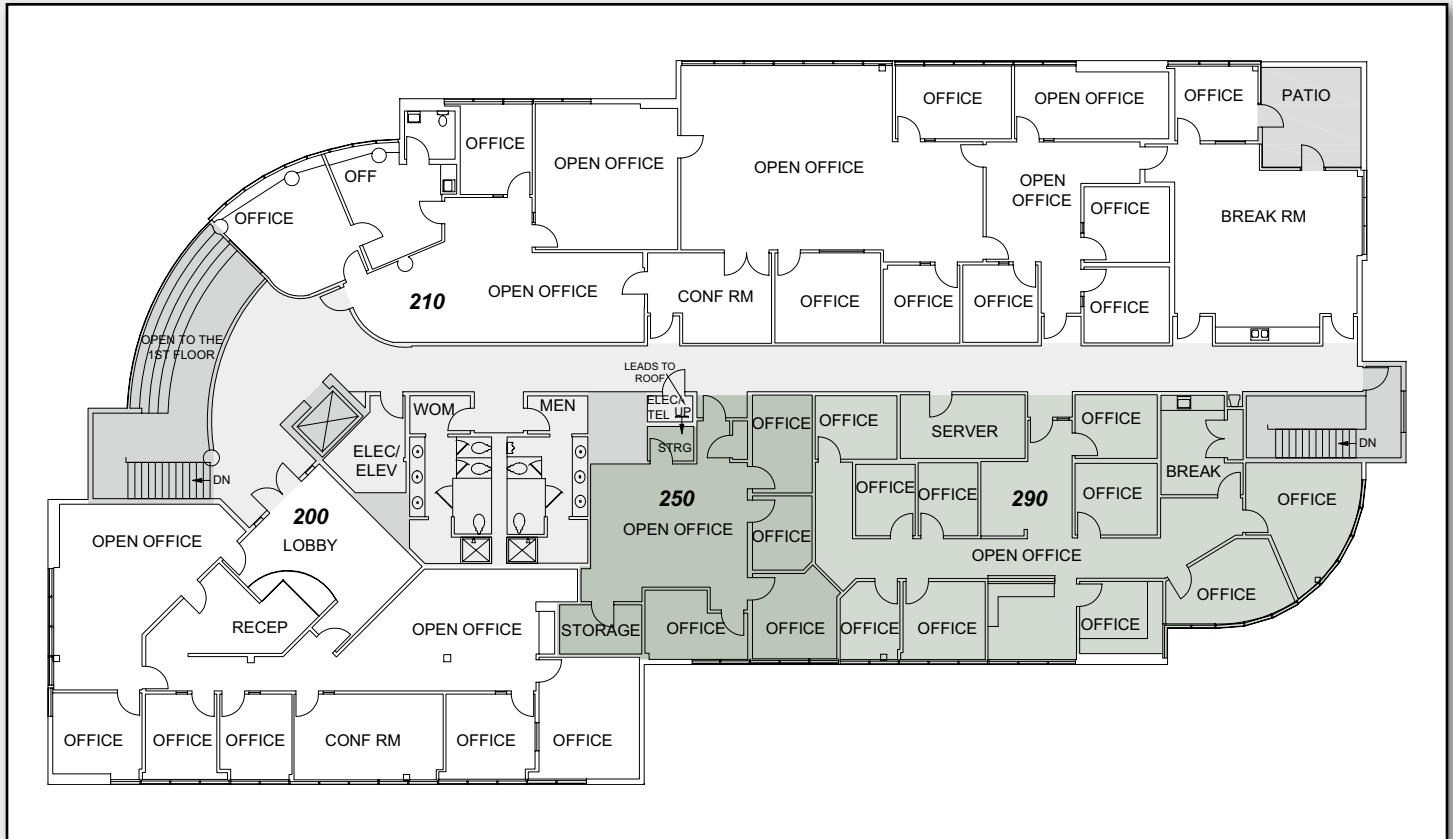 OFFICE
OPEN OFFICE
OFFICE
PATIO
OFFICE
OPEN OFFICE
OPEN OFFICE
OFF
OPEN
OFFICE
OFFICE
OFFICE
BREAK RM
210
OPEN OFFICE
CONF RM
OFFICE
OFFICE
OFFICE
OFFICE
OPEN TO THE
1ST FLOOR
LEADS TO
ROOF
WOM
MEN
ELEC/
TEL
UP
STRG
ELEC/
ELEV
DN
OFFICE
OFFICE
SERVER
OFFICE
BREAK
DN
250
OPEN OFFICE
OFFICE
OFFICE
OFFICE
290
OFFICE
OFFICE
OPEN OFFICE
200
LOBBY
OPEN OFFICE
RECEP
OPEN OFFICE
STORAGE
OFFICE
OFFICE
OFFICE
OFFICE
OFFICE
OFFICE
OFFICE
OFFICE
OFFICE
CONF RM
OFFICE
OFFICE